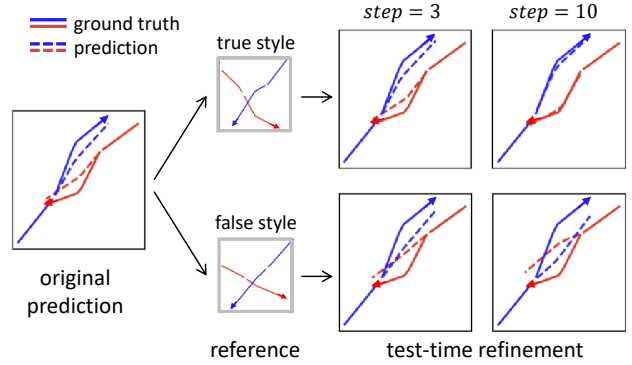 ground truth
prediction
true style
step = 3
step = 10
false style
original
prediction
reference
test-time refinement